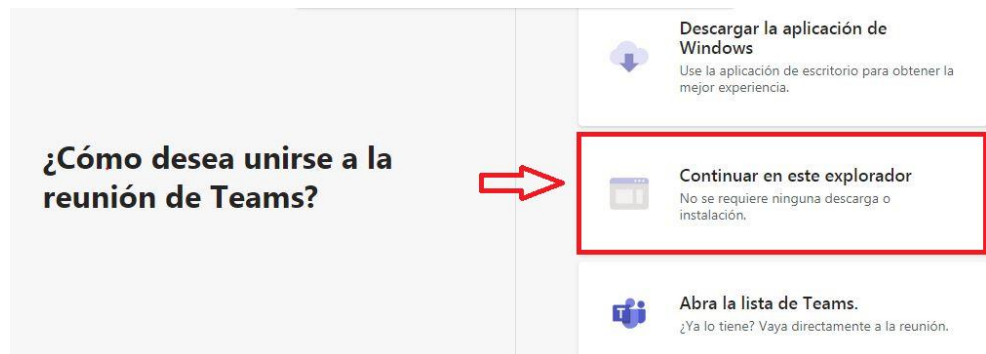 ¿Cómo desea unirse a la
reunión de Teams?
Descargar la aplicación de
Windows
Use la aplicación de escritorio para obtener la
mejor experiencia.
Continuar en este explorador
No se requiere ninguna descarga o
instalación.
Abra la lista de Teams.
¿Ya lo tiene? Vaya directamente a la reunión.